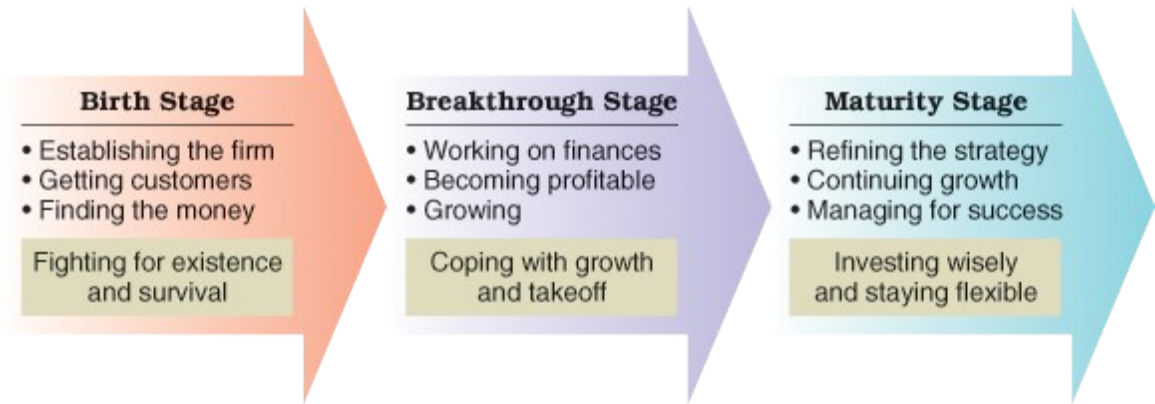 Birth Stage
• Establishing the firm
• Getting customers
• Finding the money
Fighting for existence
and survival
Breakthrough Stage
• Working on finances
• Becoming profitable
• Growing
Coping with growth
and takeoff
Maturity Stage
• Refining the strategy
• Continuing growth
• Managing for success
Investing wisely
and staying flexible